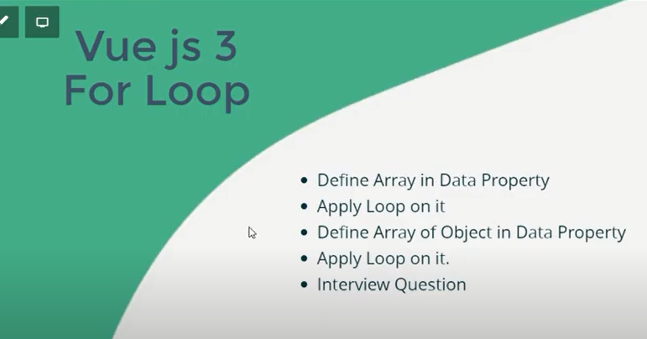 Vue js 3
For Loop
Define Array in Data Property
Apply Loop on it
Define Array of Object in Data Property
Apply Loop on it.
Interview Question